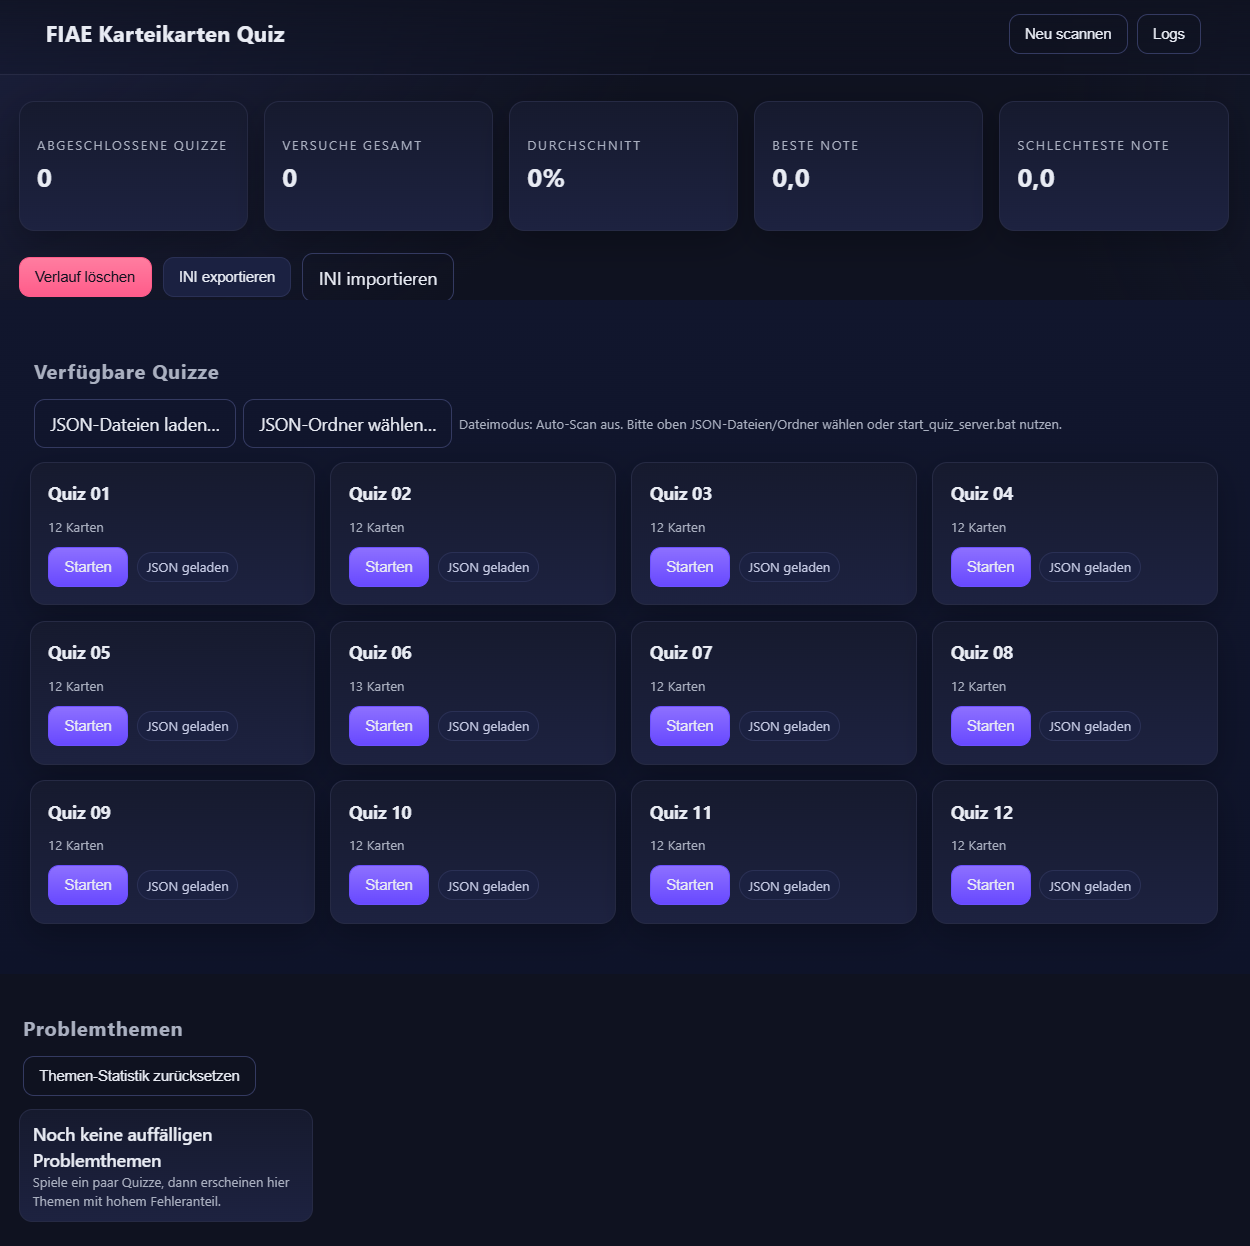 FIAE Karteikarten Quiz
Neu scannen
Logs
ABGESCHLOSSENE QUIZZE
0
VERSUCHE GESAMT
0
DURCHSCHNITT
0%
BESTE NOTE
0,0
SCHLECHTESTE NOTE
0,0
Verlauf löschen
INI exportieren
INI importieren
Verfügbare Quizze
JSON-Dateien laden...
JSON-Ordner wählen...
Dateimodus: Auto-Scan aus. Bitte oben JSON-Dateien/Ordner wählen oder start_quiz_server.bat nutzen.
Quiz 01
12 Karten
Starten
JSON geladen
Quiz 02
12 Karten
Starten
JSON geladen
Quiz 03
12 Karten
Starten
JSON geladen
Quiz 04
12 Karten
Starten
JSON geladen
Quiz 05
12 Karten
Starten
JSON geladen
Quiz 06
13 Karten
Starten
JSON geladen
Quiz 07
12 Karten
Starten
JSON geladen
Quiz 08
12 Karten
Starten
JSON geladen
Quiz 09
12 Karten
Starten
JSON geladen
Quiz 10
12 Karten
Starten
JSON geladen
Quiz 11
12 Karten
Starten
JSON geladen
Quiz 12
12 Karten
Starten
JSON geladen
Problemthemen
Themen-Statistik zurücksetzen
Noch keine auffälligen
Problemthemen
Spiele ein paar Quizze, dann erscheinen hier
Themen mit hohem Fehleranteil.